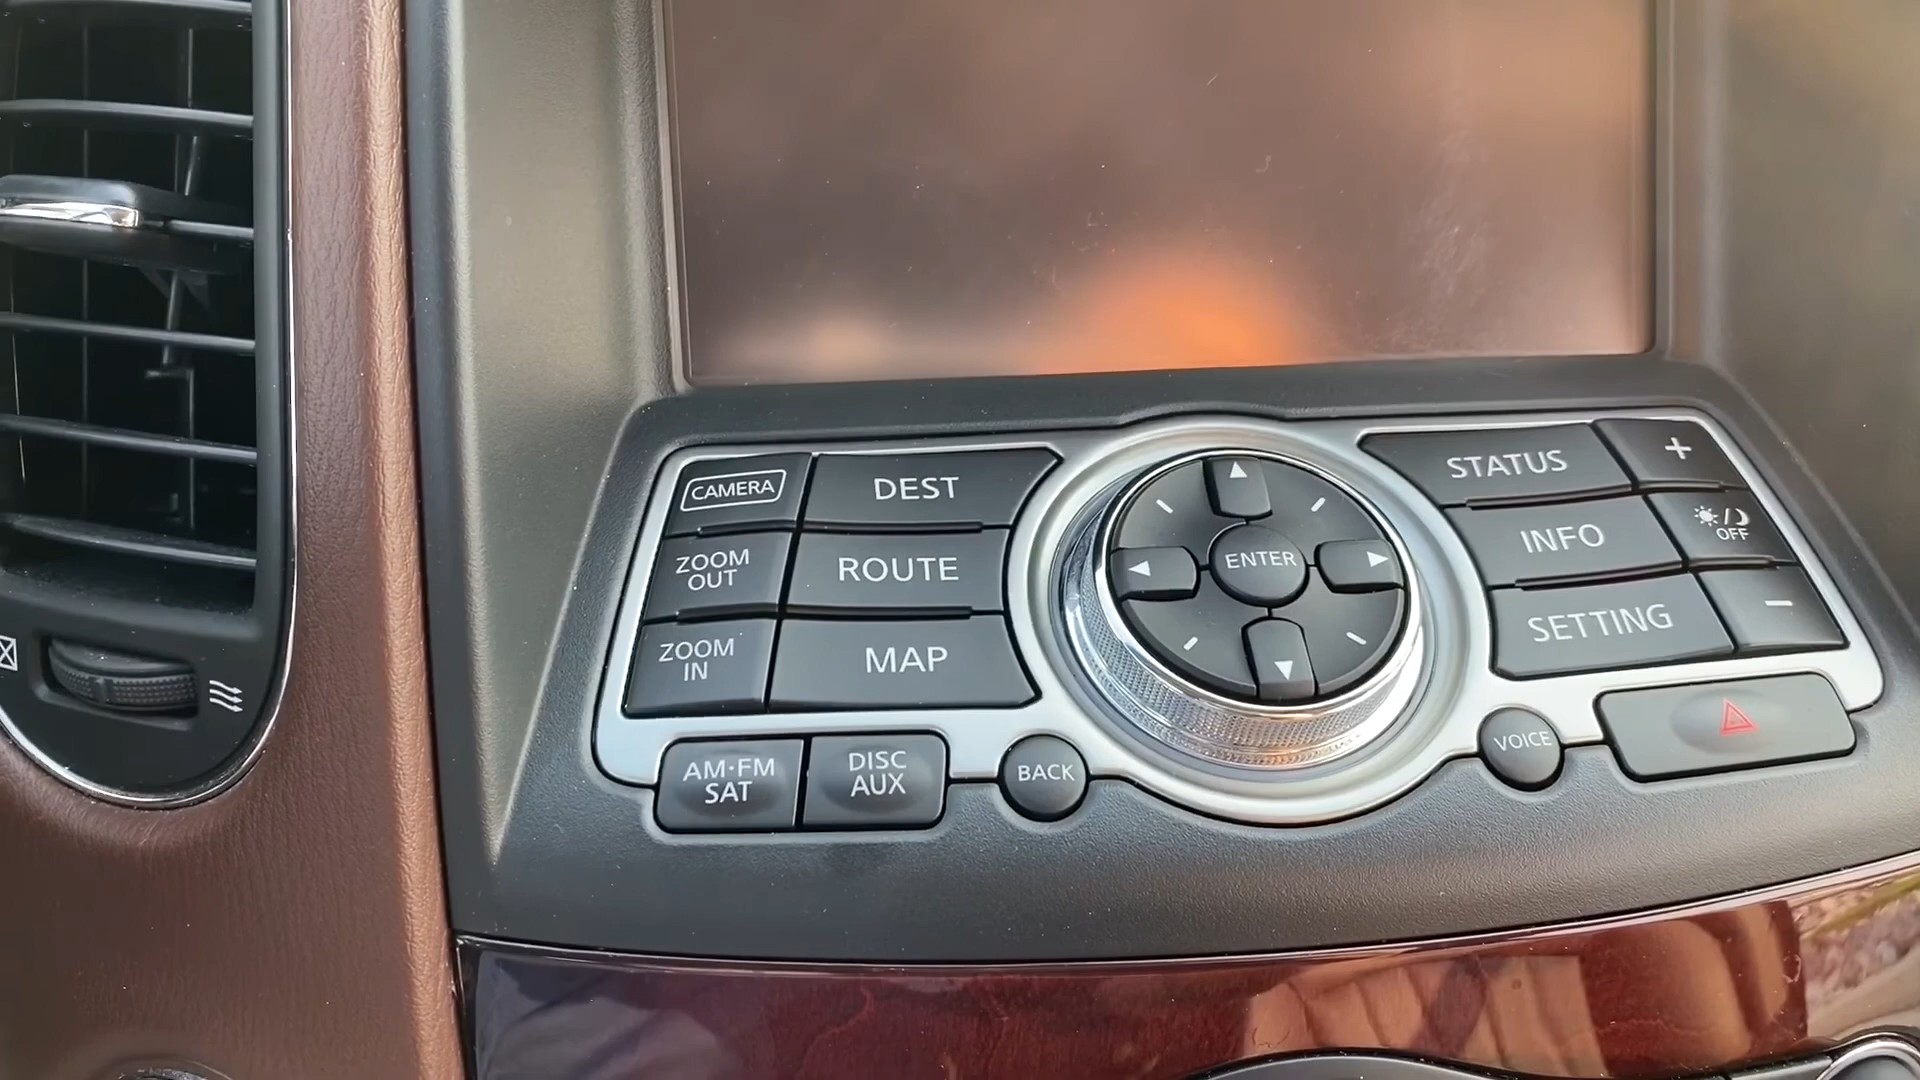 CAMERA
DEST
STATUS
+
ZOOM
OUT
ROUTE
ENTER
INFO
OFF
ZOOM
IN
MAP
SETTING
−
AM·FM
SAT
DISC
AUX
BACK
VOICE